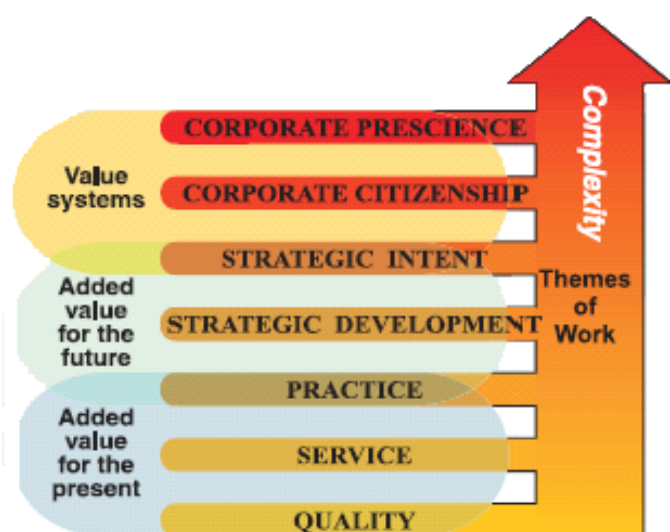 CORPORATE PRESCIENCE
Value
systems
CORPORATE CITIZENSHIP
Complexity
STRATEGIC INTENT
Added
value
for the
future
STRATEGIC DEVELOPMENT
Themes
of
Work
PRACTICE
Added
value
for the
present
SERVICE
QUALITY